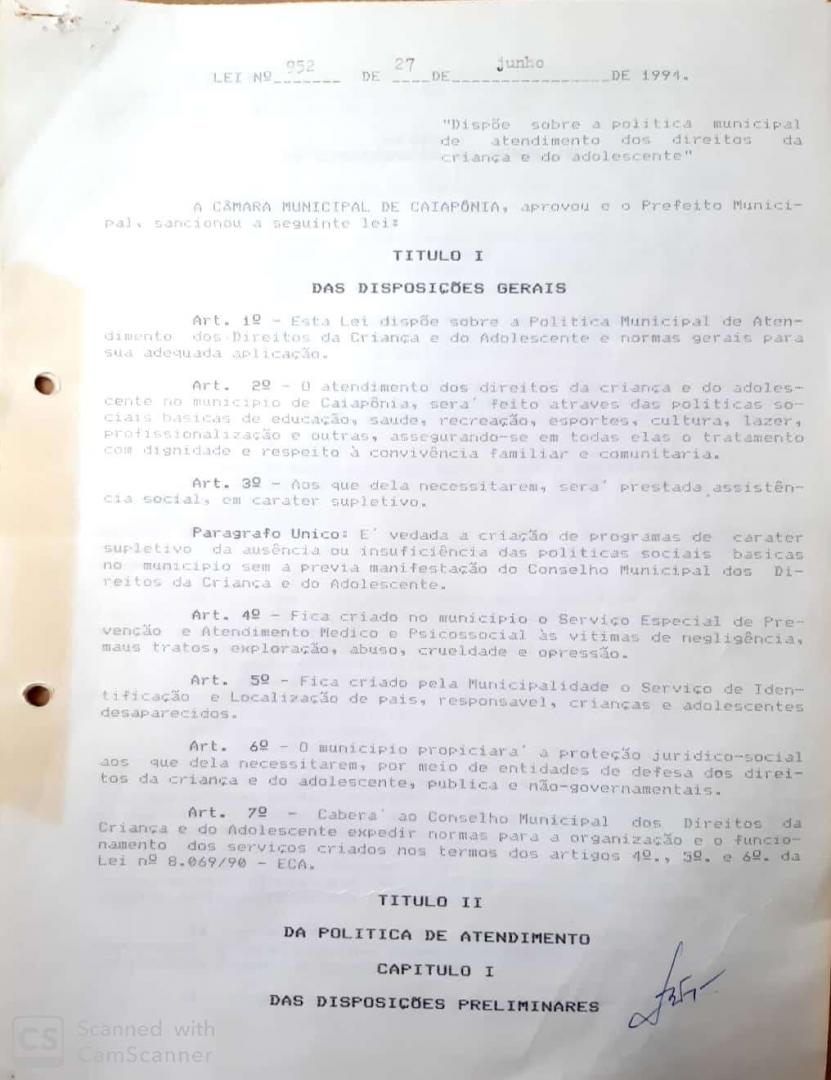 LEI Nº 952 DE 27 DE junho DE 1994.
"Dispõe sobre a politica municipal
de atendimento dos direitos da
criança e do adolescente"
A CÂMARA MUNICIPAL DE CAIAPÔNIA, aprovou e o Prefeito Munici-
pal, sancionou a seguinte lei:
TITULO I
DAS DISPOSIÇÕES GERAIS
Art. 1º - Esta Lei dispõe sobre a Politica Municipal de Aten-
dimento dos Direitos da Criança e do Adolescente e normas gerais para
sua adequada aplicação.
Art. 2º - O atendimento dos direitos da criança e do adoles-
cente no municipio de Caiapônia, sera' feito atraves das politicas so-
ciais basicas de educação, saude, recreação, esportes, cultura, lazer,
profissionalização e outras, assegurando-se em todas elas o tratamento
com dignidade e respeito à convivência familiar e comunitaria.
Art. 3º - Aos que dela necessitarem, sera' prestada assistên-
cia social, em carater supletivo.
Paragrafo Unico: E' vedada a criação de programas de carater
supletivo da ausência ou insuficiência das politicas sociais basicas
no municipio sem a previa manifestação do Conselho Municipal dos Di-
reitos da Criança e do Adolescente.
Art. 4º - Fica criado no municipio o Serviço Especial de Pre-
venção e Atendimento Medico e Psicossocial às vitimas de negligência,
maus tratos, exploração, abuso, crueldade e opressão.
Art. 5º - Fica criado pela Municipalidade o Serviço de Iden-
tificação e Localização de pais, responsavel, crianças e adolescentes
desaparecidos.
Art. 6º - O municipio propiciara' a proteção juridico-social
aos que dela necessitarem, por meio de entidades de defesa dos direi-
tos da criança e do adolescente, publica e não-governamentais.
Art. 7º - Cabera' ao Conselho Municipal dos Direitos da
Criança e do Adolescente expedir normas para a organização e o funcio-
namento dos serviços criados nos termos dos artigos 4º., 5º. e 6º. da
Lei nº 8.069/90 - ECA.
TITULO II
DA POLITICA DE ATENDIMENTO
CAPITULO I
DAS DISPOSIÇÕES PRELIMINARES
CS Scanned with
CamScanner